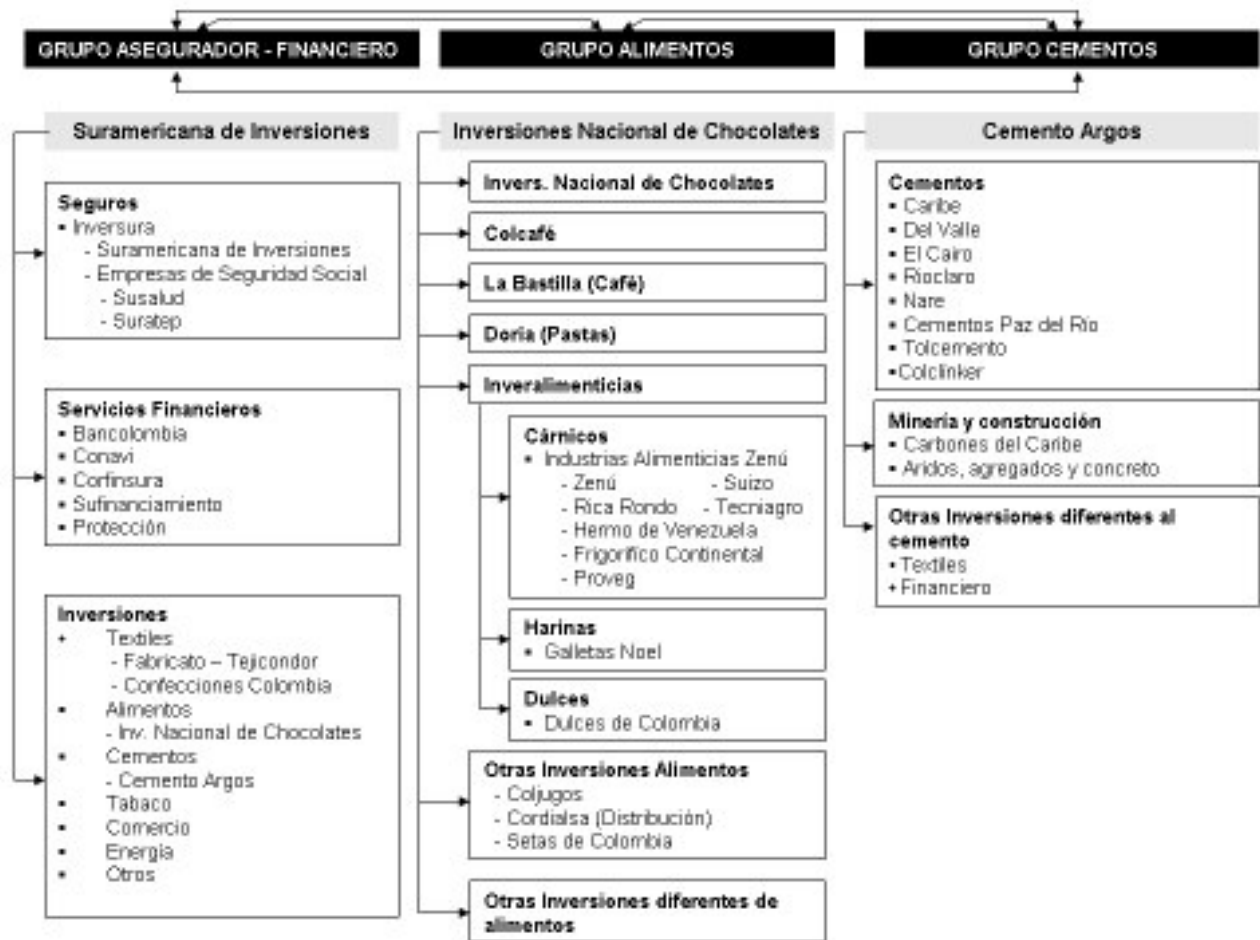 GRUPO ASEGURADOR - FINANCIERO
GRUPO ALIMENTOS
GRUPO CEMENTOS
Suramericana de Inversiones
Seguros
▪ Inversura
- Suramericana de Inversiones
- Empresas de Seguridad Social
- Susalud
- Suratep
Servicios Financieros
▪ Bancolombia
▪ Conavi
▪ Corfinsura
▪ Sufinanciamiento
▪ Protección
Inversiones
• Textiles
- Fabricato – Tejicondor
- Confecciones Colombia
▪ Alimentos
- Inv. Nacional de Chocolates
▪ Cementos
- Cemento Argos
▪ Tabaco
▪ Comercio
▪ Energía
▪ Otros
Inversiones Nacional de Chocolates
Invers. Nacional de Chocolates
Colcafé
La Bastilla (Café)
Doria (Pastas)
Inveralimenticias
Cárnicos
▪ Industrias Alimenticias Zenú
- Zenú - Suizo
- Rica Rondo - Tecniagro
- Hermo de Venezuela
- Frigorífico Continental
- Proveg
Harinas
▪ Galletas Noel
Dulces
▪ Dulces de Colombia
Otras Inversiones Alimentos
- Coljugos
- Cordialsa (Distribución)
- Setas de Colombia
Otras Inversiones diferentes de
alimentos
Cemento Argos
Cementos
▪ Caribe
▪ Del Valle
▪ El Cairo
▪ Rioclaro
▪ Nare
▪ Cementos Paz del Río
▪ Tolcemento
▪Colclinker
Minería y construcción
▪ Carbones del Caribe
▪ Aridos, agregados y concreto
Otras Inversiones diferentes al
cemento
▪ Textiles
• Financiero